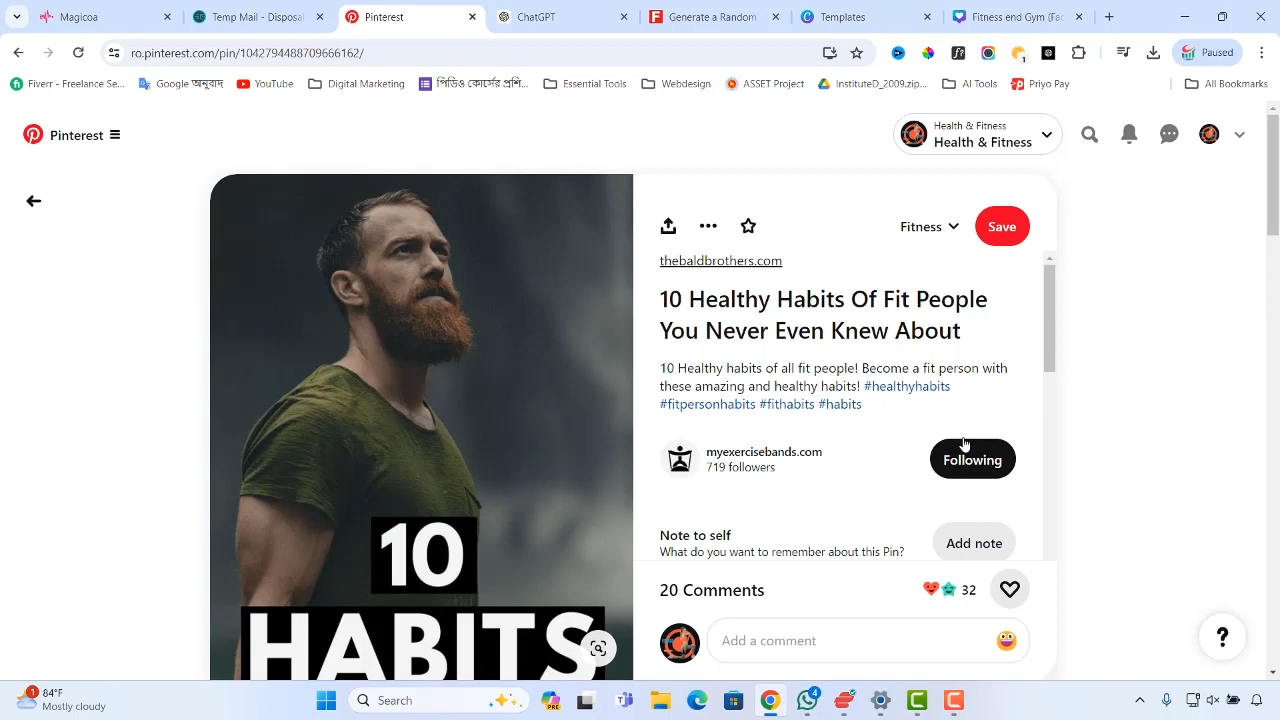 Magicoa
Temp Mail - Disposal
Pinterest
ChatGPT
Generate a Random
Templates
Fitness end Gym (Fac
ro.pinterest.com/pin/1042794488709666162/
Paused
Fiverr - Freelance Se...
Google অনুবাদ
YouTube
Digital Marketing
Essential Tools
Webdesign
ASSET Project
InstituteD_2009.zip...
AI Tools
Priyo Pay
All Bookmarks
Pinterest
Health & Fitness
Health & Fitness
Fitness
Save
thebaldbrothers.com
10 Healthy Habits Of Fit People
You Never Even Knew About
10 Healthy habits of all fit people! Become a fit person with
these amazing and healthy habits! #healthyhabits
#fitpersonhabits #fithabits #habits
myexercisebands.com
719 followers
Following
Note to self
What do you want to remember about this Pin?
Add note
20 Comments
32
Add a comment
10
HABITS
?
1
84°F
Mostly cloudy
Search
4